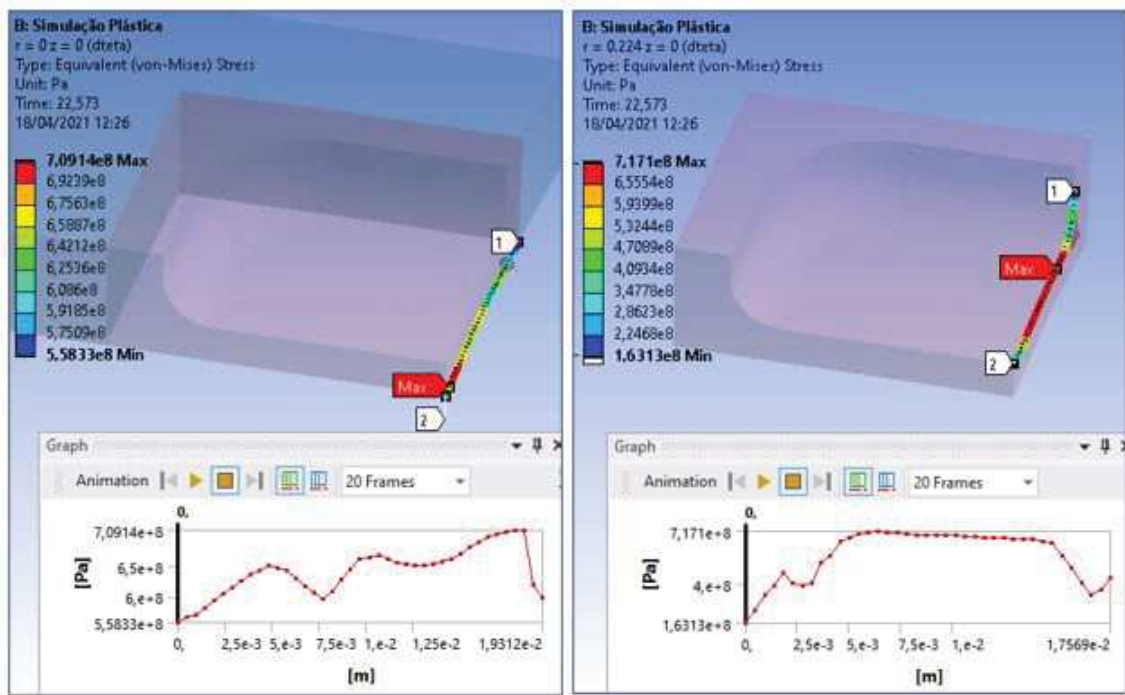 B: Simulação Plástica
r = 0 z = 0 (dteta)
Type: Equivalent (von-Mises) Stress
Unit: Pa
Time: 22,573
18/04/2021 12:26
7,0914e8 Max
6,9239e8
6,7563e8
6,5887e8
6,4212e8
6,2536e8
6,086e8
5,9185e8
5,7509e8
5,5833e8 Min
1
Max
2
Graph
Animation
20 Frames
0,
7,0914e+8
6,5e+8
6,e+8
5,5833e+8
[Pa]
0,
2,5e-3
5,e-3
7,5e-3
1,e-2
1,25e-2
1,9312e-2
[m]
B: Simulação Plástica
r = 0,224 z = 0 (dteta)
Type: Equivalent (von-Mises) Stress
Unit: Pa
Time: 22,573
18/04/2021 12:26
7,171e8 Max
6,5554e8
5,9399e8
5,3244e8
4,7089e8
4,0934e8
3,4778e8
2,8623e8
2,2468e8
1,6313e8 Min
1
Max
2
Graph
Animation
20 Frames
0,
7,171e+8
4,e+8
1,6313e+8
[Pa]
0,
2,5e-3
5,e-3
7,5e-3
1,e-2
1,7569e-2
[m]